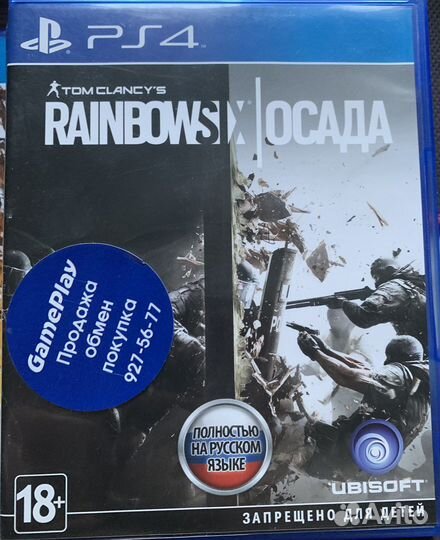 PS4
TOM CLANCY'S
RAINBOWSIX | ОСАДА
GamePlay
Продажа
обмен
покупка
927-56-77
ПОЛНОСТЬЮ
НА РУССКОМ
ЯЗЫКЕ
UBISOFT
18+
ЗАПРЕЩЕНО ДЛЯ ДЕТЕЙ
Avito